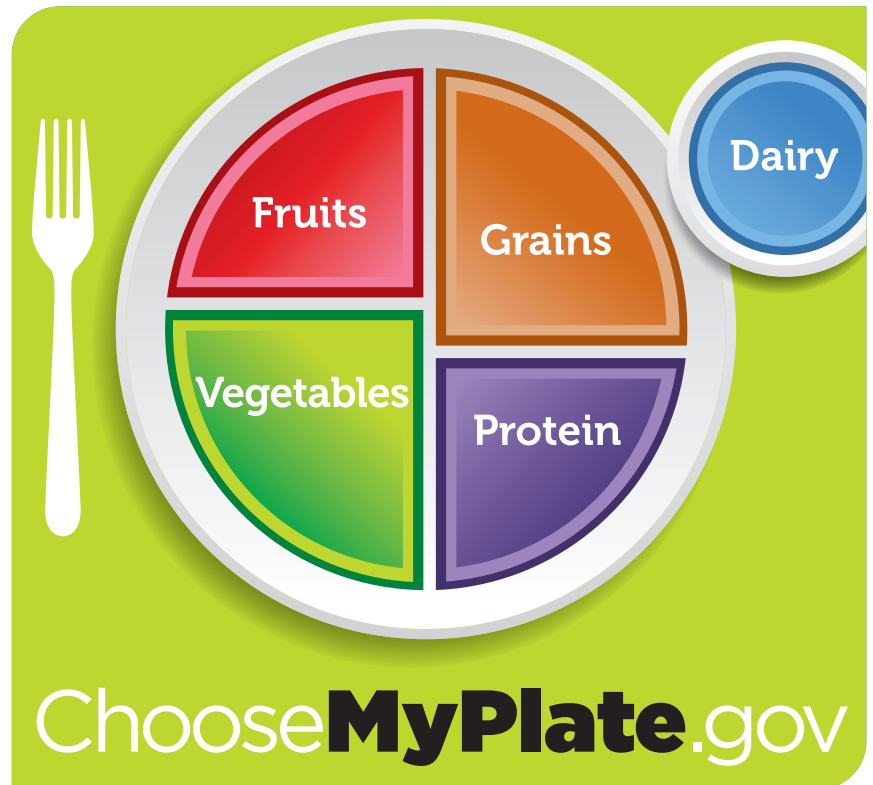 Fruits
Grains
Dairy
Vegetables
Protein
ChooseMyPlate.gov